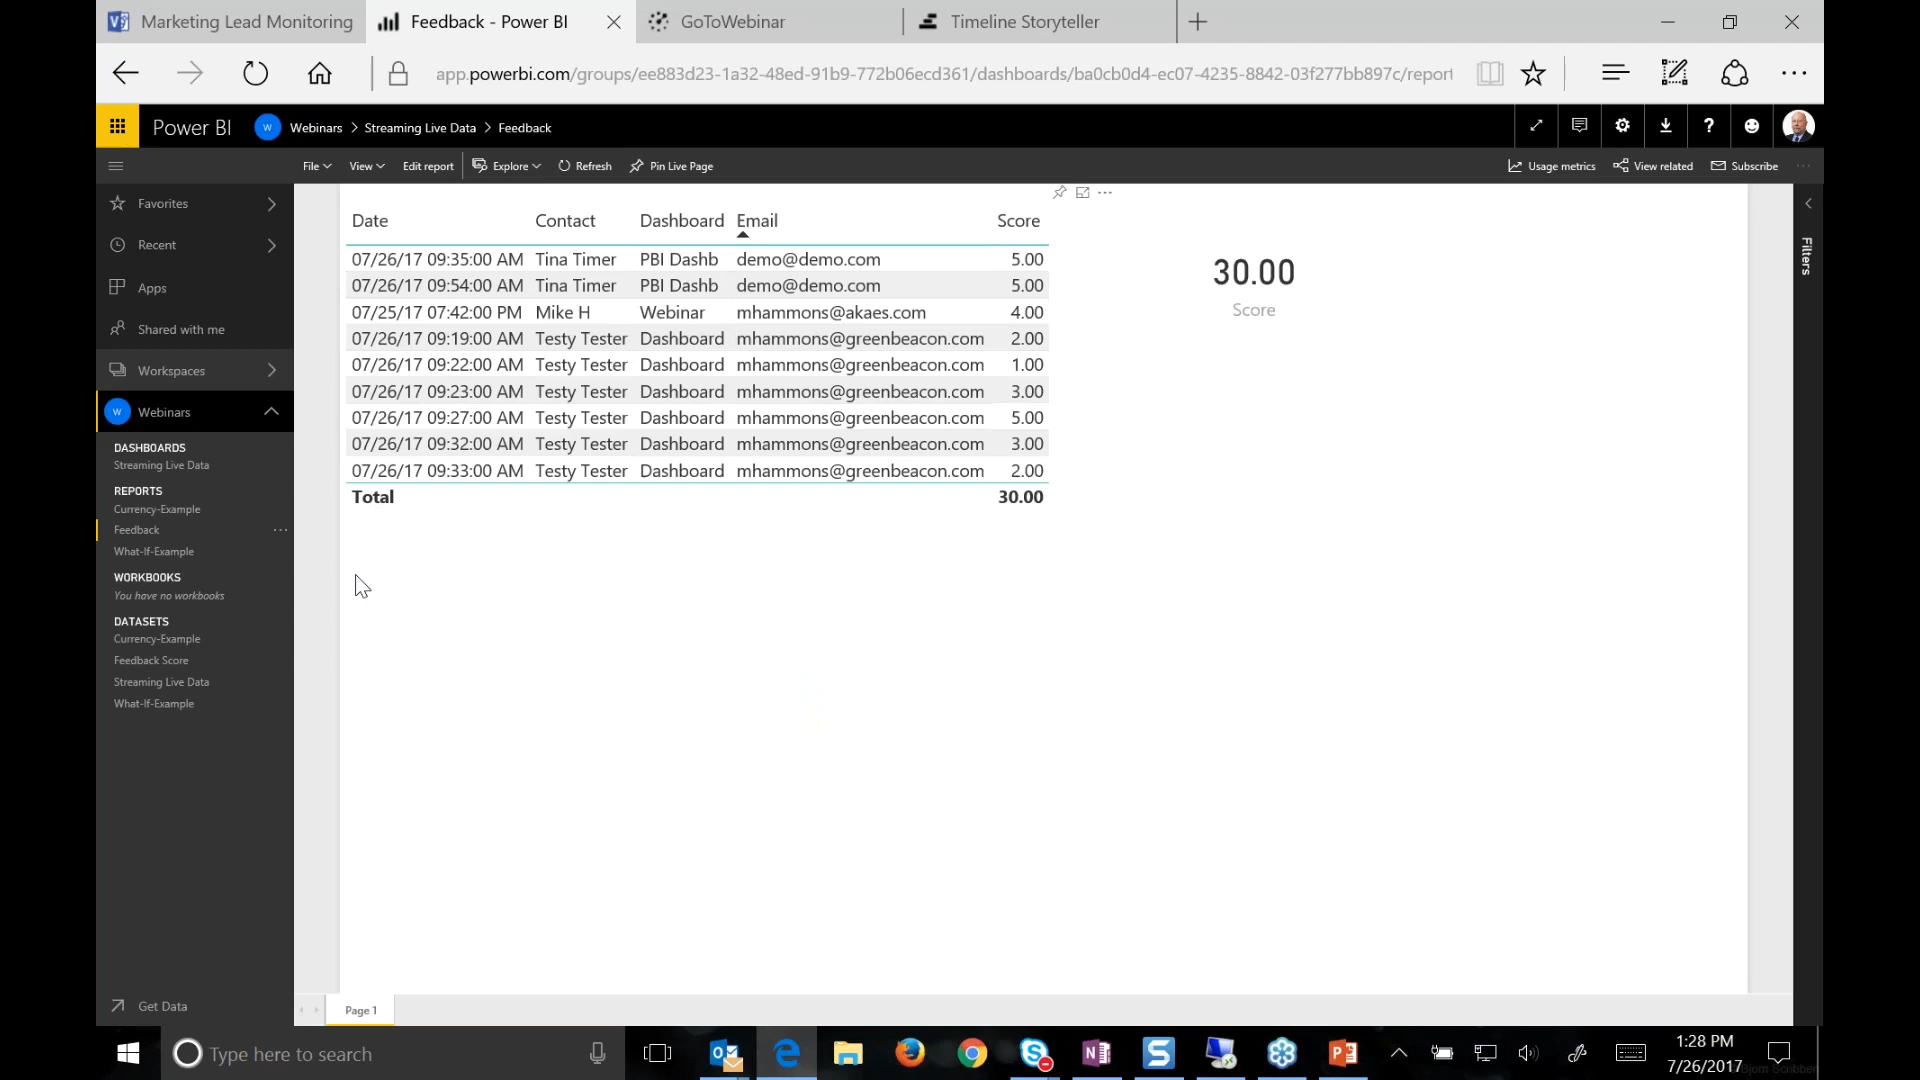 Marketing Lead Monitoring
Feedback - Power BI
GoToWebinar
Timeline Storyteller
app.powerbi.com/groups/ee883d23-1a32-48ed-91b9-772b06ecd361/dashboards/ba0cb0d4-ec07-4235-8842-03f277bb897c/report
Power BI W Webinars > Streaming Live Data > Feedback
File View Edit report Explore Refresh Pin Live Page Usage metrics View related Subscribe
Favorites
Recent
Apps
Shared with me
Workspaces
W Webinars
DASHBOARDS
Streaming Live Data
REPORTS
Currency-Example
Feedback
What-If-Example
WORKBOOKS
You have no workbooks
DATASETS
Currency-Example
Feedback Score
Streaming Live Data
What-If-Example
Get Data
Date Contact Dashboard Email Score
07/26/17 09:35:00 AM Tina Timer PBI Dashb demo@demo.com 5.00
07/26/17 09:54:00 AM Tina Timer PBI Dashb demo@demo.com 5.00
07/25/17 07:42:00 PM Mike H Webinar mhammons@akaes.com 4.00
07/26/17 09:19:00 AM Testy Tester Dashboard mhammons@greenbeacon.com 2.00
07/26/17 09:22:00 AM Testy Tester Dashboard mhammons@greenbeacon.com 1.00
07/26/17 09:23:00 AM Testy Tester Dashboard mhammons@greenbeacon.com 3.00
07/26/17 09:27:00 AM Testy Tester Dashboard mhammons@greenbeacon.com 5.00
07/26/17 09:32:00 AM Testy Tester Dashboard mhammons@greenbeacon.com 3.00
07/26/17 09:33:00 AM Testy Tester Dashboard mhammons@greenbeacon.com 2.00
Total 30.00
30.00
Score
Filters
Page 1
Type here to search
1:28 PM
7/26/2017